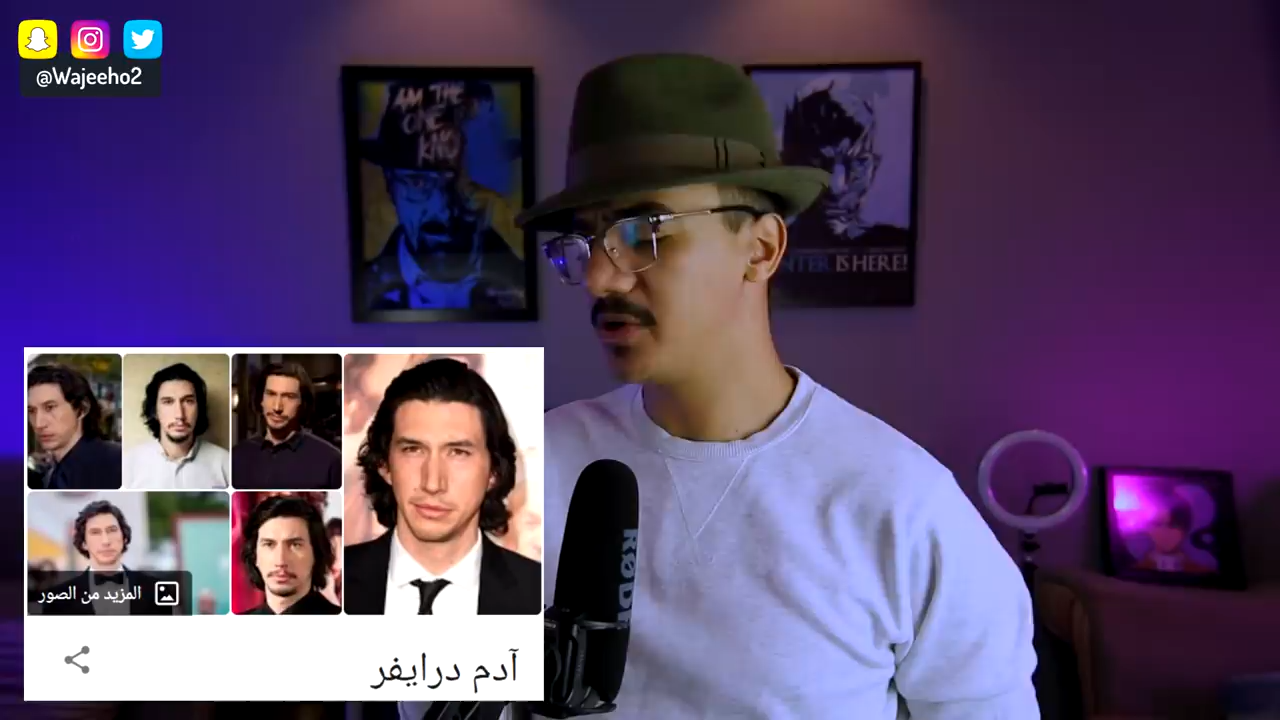 @Wajeeho2
AM THE
ONE
KNO
IS HERE!
RØDE
المزيد من الصور
آدم درايفر